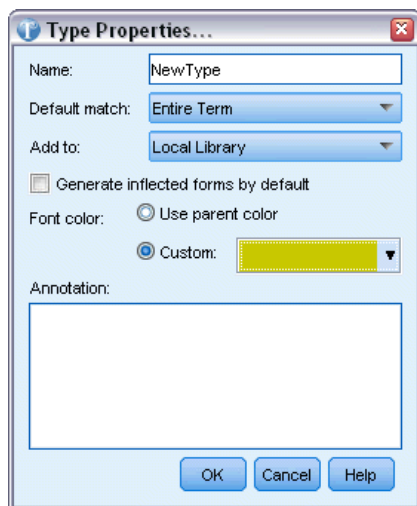 Type Properties...
Name: NewType
Default match: Entire Term
Add to: Local Library
Generate inflected forms by default
Font color: Use parent color
Custom:
Annotation:
OK Cancel Help